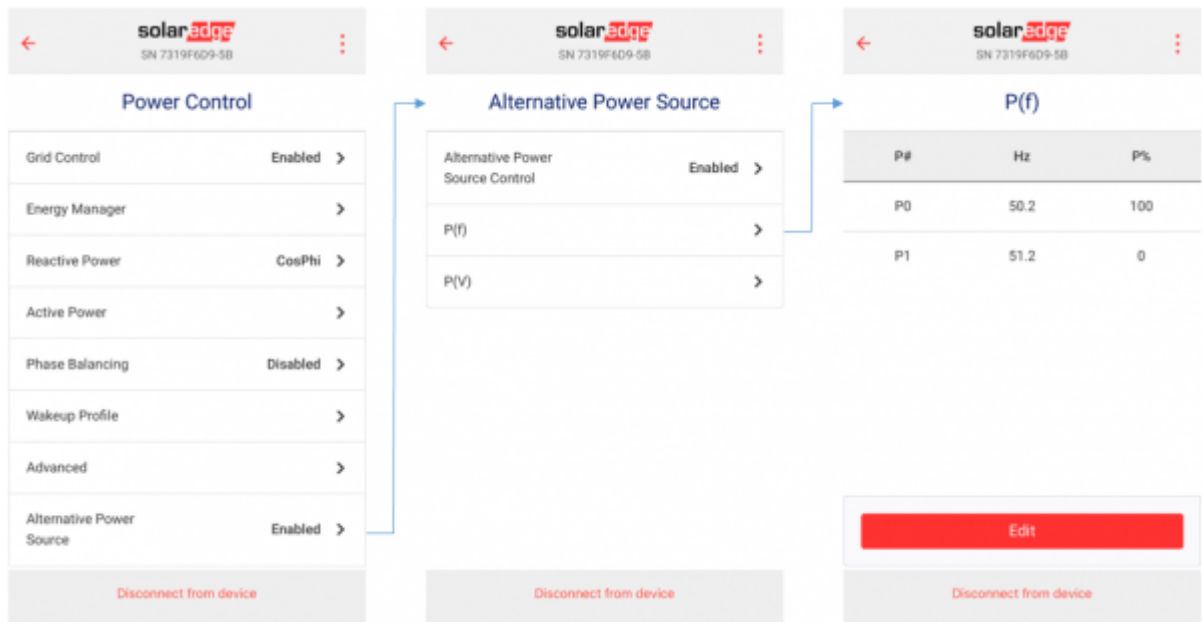 solaredge
SN 7319F6D9-5B
Power Control
Grid Control Enabled
Energy Manager
Reactive Power CosPhi
Active Power
Phase Balancing Disabled
Wakeup Profile
Advanced
Alternative Power
Source
Enabled
Disconnect from device
solaredge
SN 7319F6D9-5B
Alternative Power Source
Alternative Power
Source Control
Enabled
P(f)
P(V)
Disconnect from device
solaredge
SN 7319F6D9-5B
P(f)
P# Hz P%
P0 50.2 100
P1 51.2 0
Edit
Disconnect from device